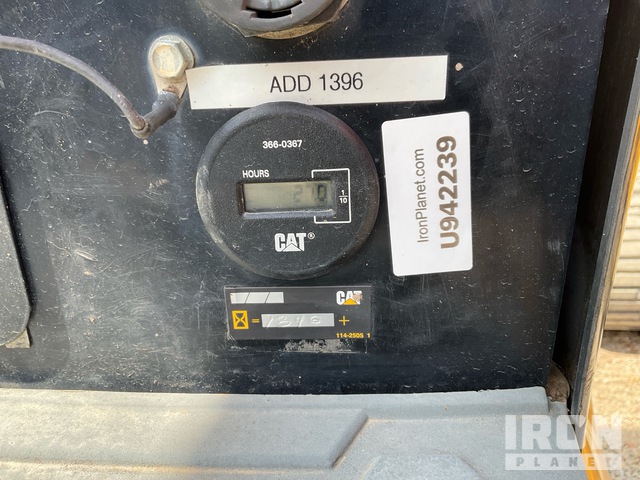 ADD 1396
366-0367
HOURS
1
10
CAT®
IronPlanet.com
U942239
CAT
= +
114-2505 1
IRON
PLANET